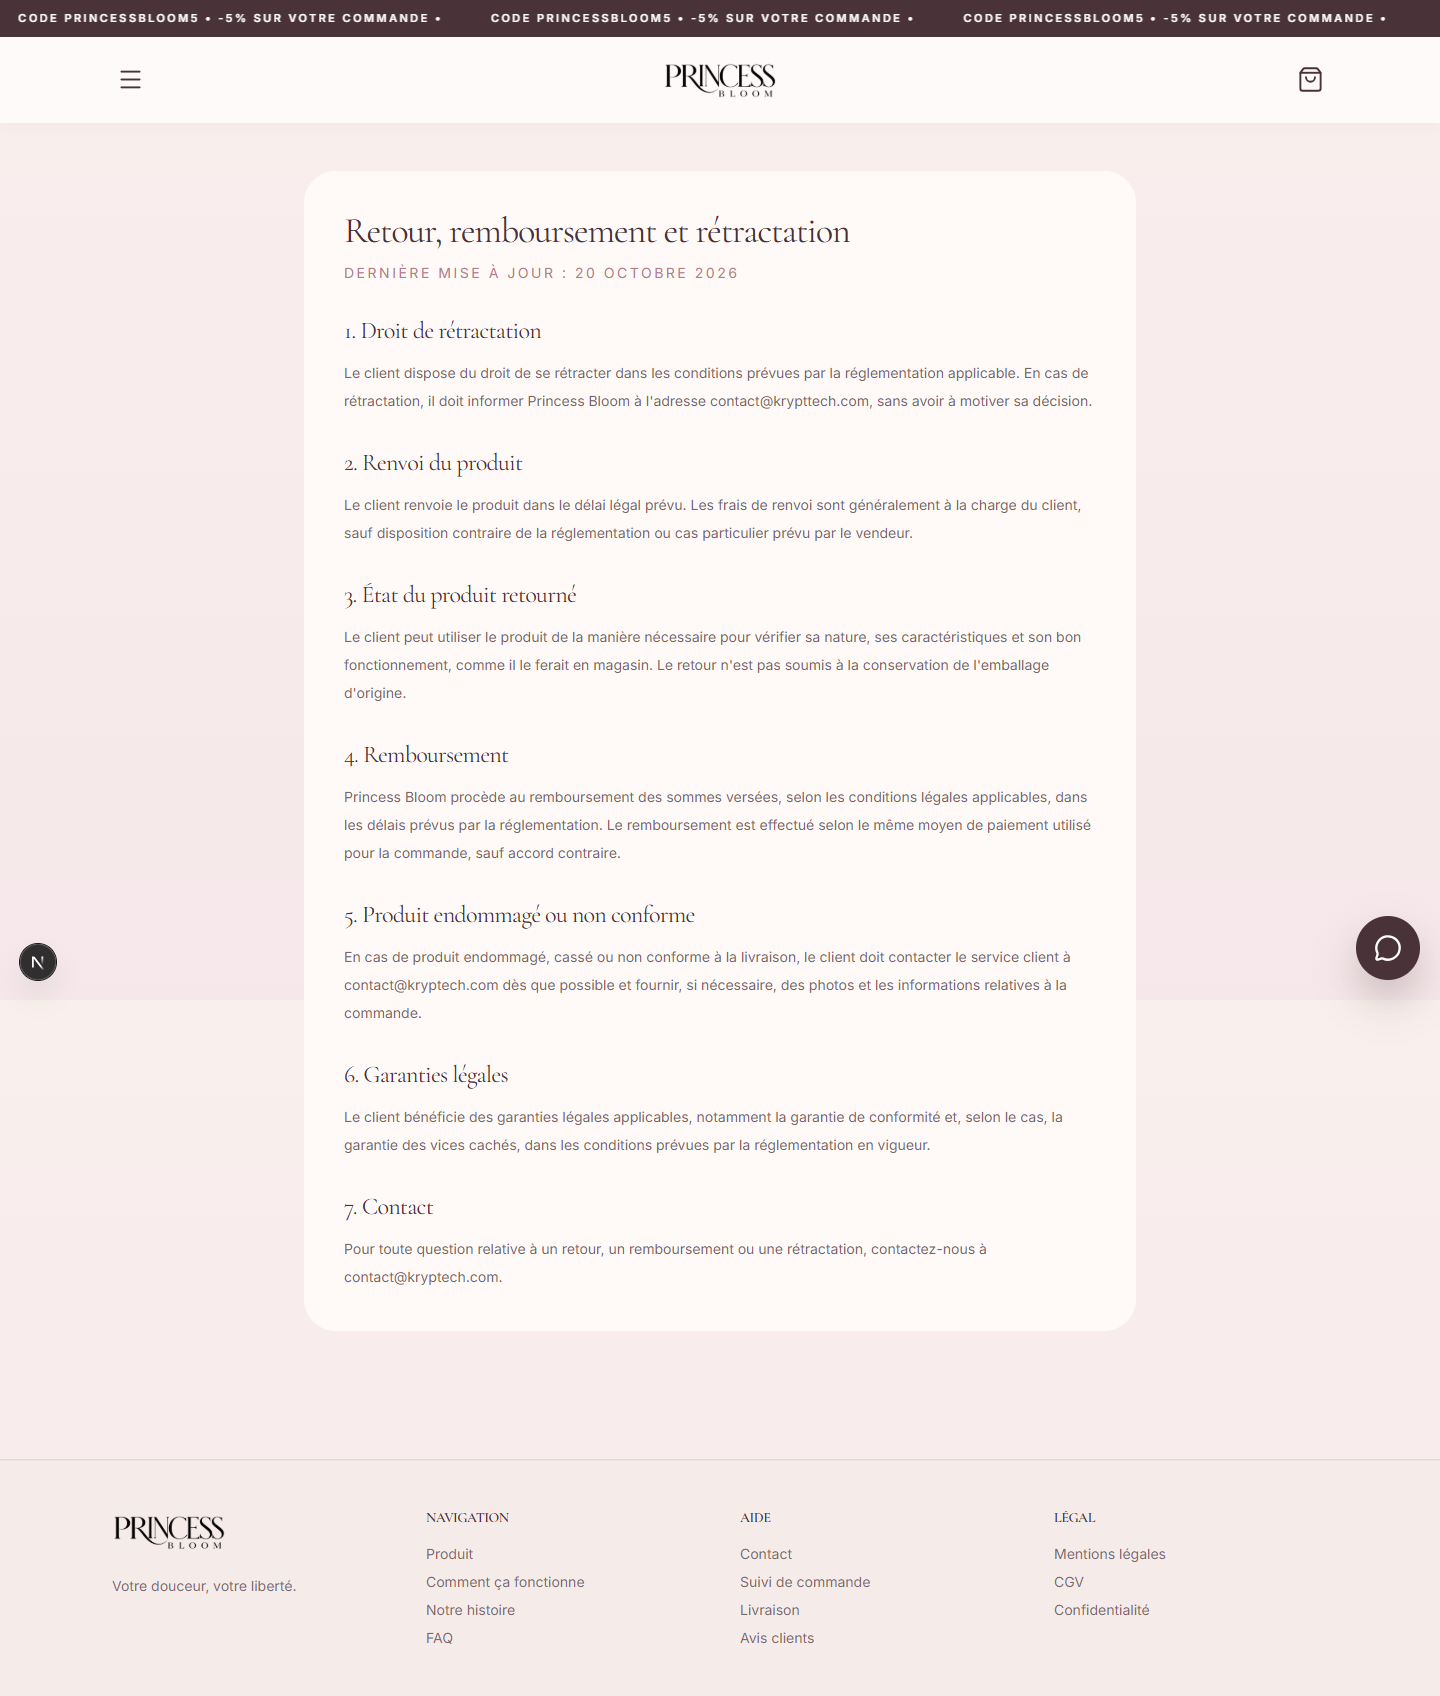 CODE PRINCESSBLOOM5 • -5% SUR VOTRE COMMANDE • CODE PRINCESSBLOOM5 • -5% SUR VOTRE COMMANDE • CODE PRINCESSBLOOM5 • -5% SUR VOTRE COMMANDE •
PRINCESS
BLOOM
Retour, remboursement et rétractation
DERNIÈRE MISE À JOUR : 20 OCTOBRE 2026
1. Droit de rétractation
Le client dispose du droit de se rétracter dans les conditions prévues par la réglementation applicable. En cas de
rétractation, il doit informer Princess Bloom à l'adresse contact@krypttech.com, sans avoir à motiver sa décision.
2. Renvoi du produit
Le client renvoie le produit dans le délai légal prévu. Les frais de renvoi sont généralement à la charge du client,
sauf disposition contraire de la réglementation ou cas particulier prévu par le vendeur.
3. État du produit retourné
Le client peut utiliser le produit de la manière nécessaire pour vérifier sa nature, ses caractéristiques et son bon
fonctionnement, comme il le ferait en magasin. Le retour n'est pas soumis à la conservation de l'emballage
d'origine.
4. Remboursement
Princess Bloom procède au remboursement des sommes versées, selon les conditions légales applicables, dans
les délais prévus par la réglementation. Le remboursement est effectué selon le même moyen de paiement utilisé
pour la commande, sauf accord contraire.
5. Produit endommagé ou non conforme
En cas de produit endommagé, cassé ou non conforme à la livraison, le client doit contacter le service client à
contact@kryptech.com dès que possible et fournir, si nécessaire, des photos et les informations relatives à la
commande.
6. Garanties légales
Le client bénéficie des garanties légales applicables, notamment la garantie de conformité et, selon le cas, la
garantie des vices cachés, dans les conditions prévues par la réglementation en vigueur.
7. Contact
Pour toute question relative à un retour, un remboursement ou une rétractation, contactez-nous à
contact@kryptech.com.
N
PRINCESS
BLOOM
Votre douceur, votre liberté.
NAVIGATION
Produit
Comment ça fonctionne
Notre histoire
FAQ
AIDE
Contact
Suivi de commande
Livraison
Avis clients
LÉGAL
Mentions légales
CGV
Confidentialité